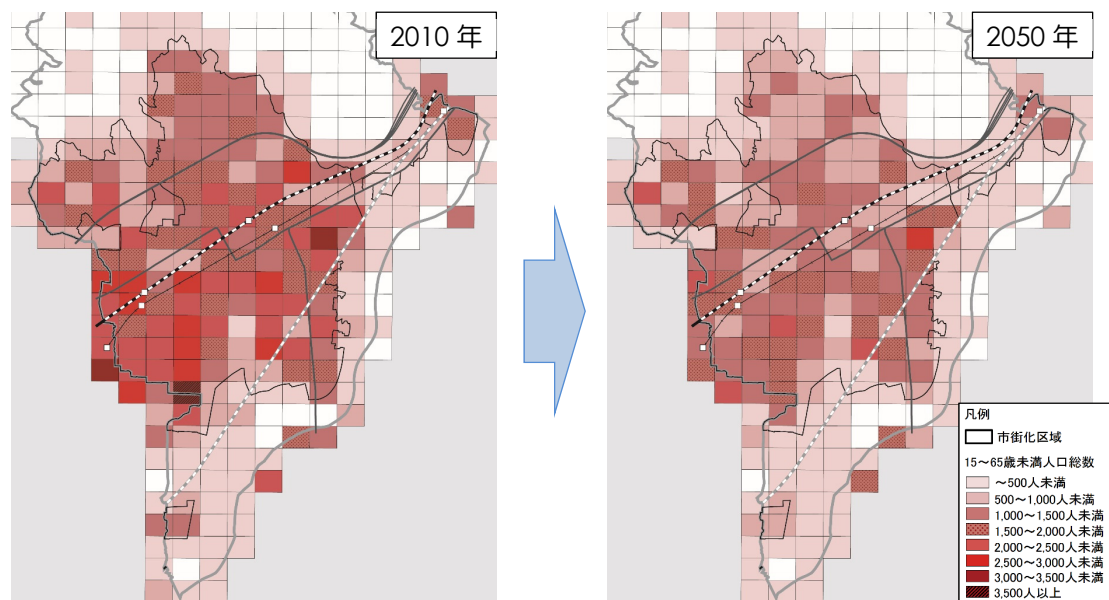 2010 年
2050 年
凡例
市街化区域
15～65歳未満人口総数
～500人未満
500～1,000人未満
1,000～1,500人未満
1,500～2,000人未満
2,000～2,500人未満
2,500～3,000人未満
3,000～3,500人未満
3,500人以上